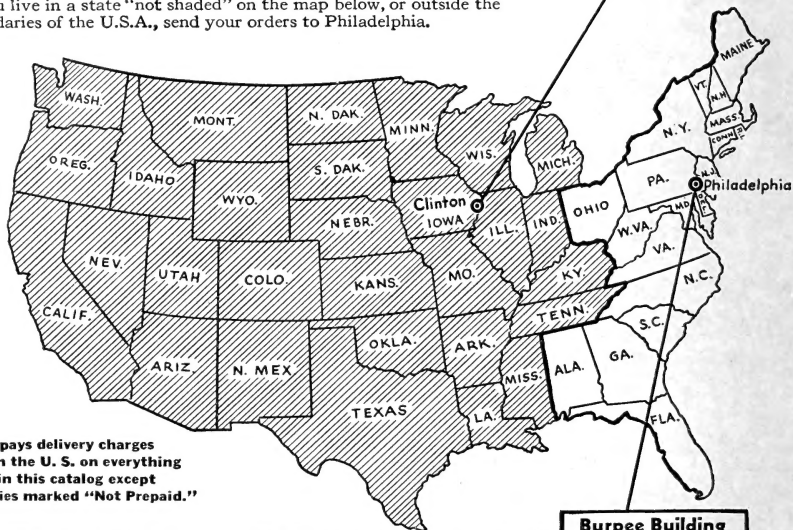 u live in a state "not shaded" on the map below, or outside the
daries of the U.S.A., send your orders to Philadelphia.
MAINE
WASH.
VT.
N.H.
MONT.
N. DAK.
MINN.
MASS.
N.Y.
CONN.
OREG.
IDAHO
S. DAK.
WIS.
MICH.
PA.
N.J.
Philadelphia
WYO.
Clinton
IOWA
NEBR.
ILL.
IND.
OHIO
MD.
W.VA.
VA.
NEV.
UTAH
COLO.
KANS.
MO.
KY.
N.C.
CALIF.
TENN.
OKLA.
ARK.
S.C.
ARIZ.
N. MEX.
MISS.
ALA.
GA.
TEXAS
LA.
FLA.
pays delivery charges
n the U. S. on everything
in this catalog except
ies marked "Not Prepaid."
Burpee Building